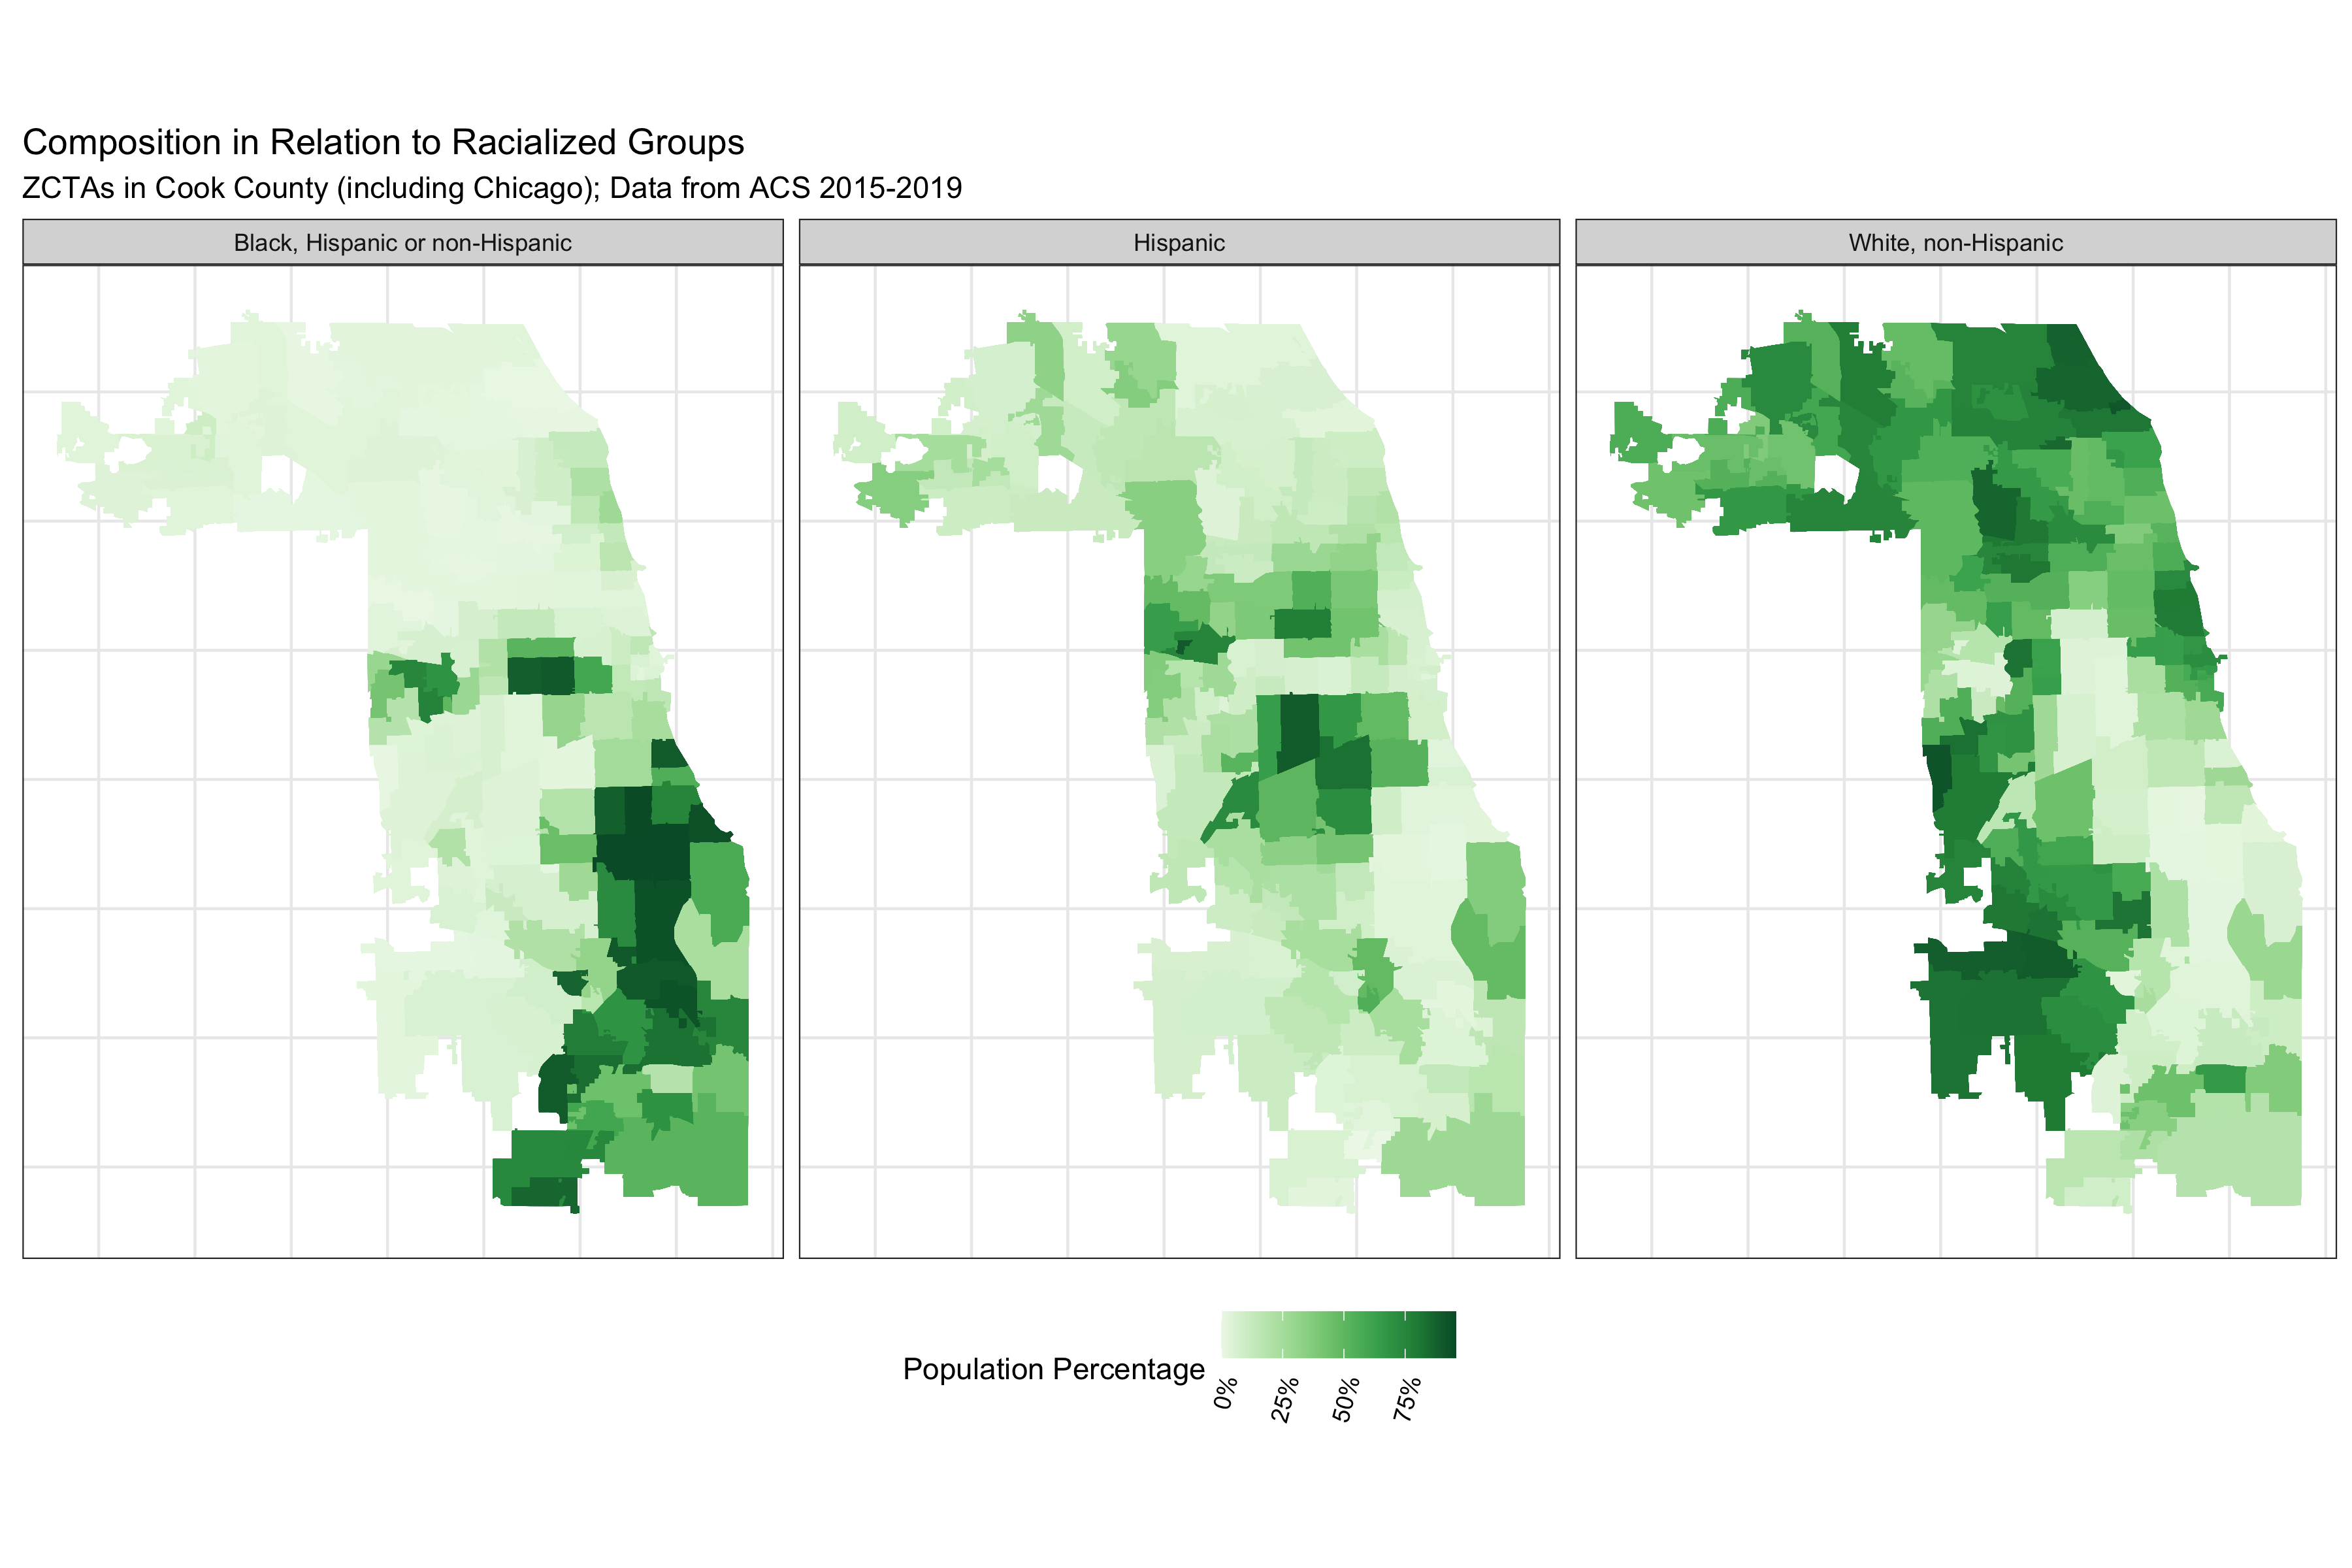 Composition in Relation to Racialized Groups
ZCTAs in Cook County (including Chicago); Data from ACS 2015-2019
Black, Hispanic or non-Hispanic
Hispanic
White, non-Hispanic
Population Percentage
0%
25%
50%
75%